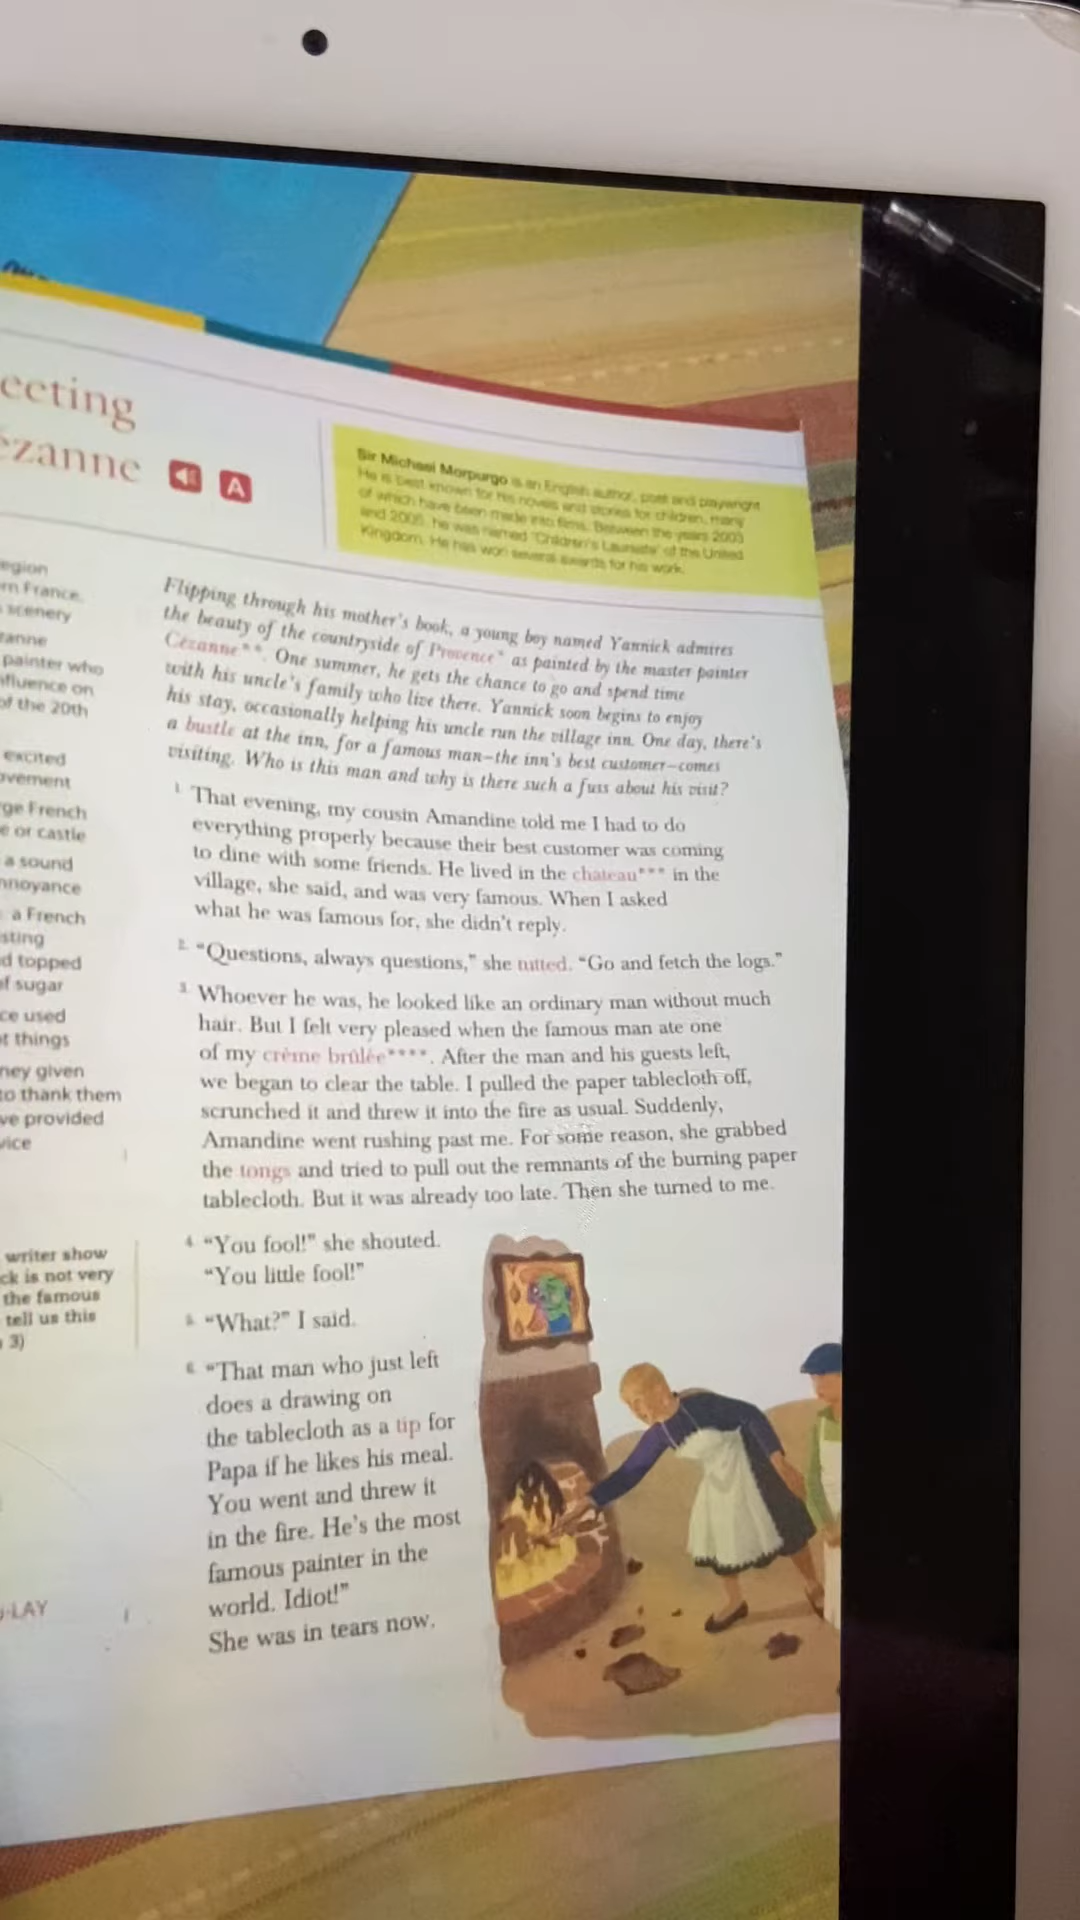 eeting
ézanne
A
Sir Michael Morpurgo is an English author, poet and playwright
He is best known for his novels and stories for children, many
of which have been made into films. Between the years 2003
and 2005, he was named 'Children's Laureate' of the United
Kingdom. He has won several awards for his work.
egion
rn France.
scenery
zanne
painter who
nfluence on
of the 20th
excited
ovement
ge French
e or castle
a sound
nnoyance
a French
sting
d topped
of sugar
ce used
ot things
ney given
to thank them
ve provided
vice
writer show
ck is not very
the famous
tell us this
3)
-LAY
Flipping through his mother's book, a young boy named Yannick admires
the beauty of the countryside of Provence* as painted by the master painter
Cézanne**. One summer, he gets the chance to go and spend time
with his uncle's family who live there. Yannick soon begins to enjoy
his stay, occasionally helping his uncle run the village inn. One day, there's
a bustle at the inn, for a famous man—the inn's best customer—comes
visiting. Who is this man and why is there such a fuss about his visit?
1 That evening, my cousin Amandine told me I had to do
everything properly because their best customer was coming
to dine with some friends. He lived in the chateau*** in the
village, she said, and was very famous. When I asked
what he was famous for, she didn't reply.
2 “Questions, always questions,” she tutted. “Go and fetch the logs.”
3 Whoever he was, he looked like an ordinary man without much
hair. But I felt very pleased when the famous man ate one
of my crème brûlée****. After the man and his guests left,
we began to clear the table. I pulled the paper tablecloth off,
scrunched it and threw it into the fire as usual. Suddenly,
Amandine went rushing past me. For some reason, she grabbed
the tongs and tried to pull out the remnants of the burning paper
tablecloth. But it was already too late. Then she turned to me.
4 “You fool!” she shouted.
“You little fool!”
5 “What?” I said.
6 “That man who just left
does a drawing on
the tablecloth as a tip for
Papa if he likes his meal.
You went and threw it
in the fire. He's the most
famous painter in the
world. Idiot!”
She was in tears now.